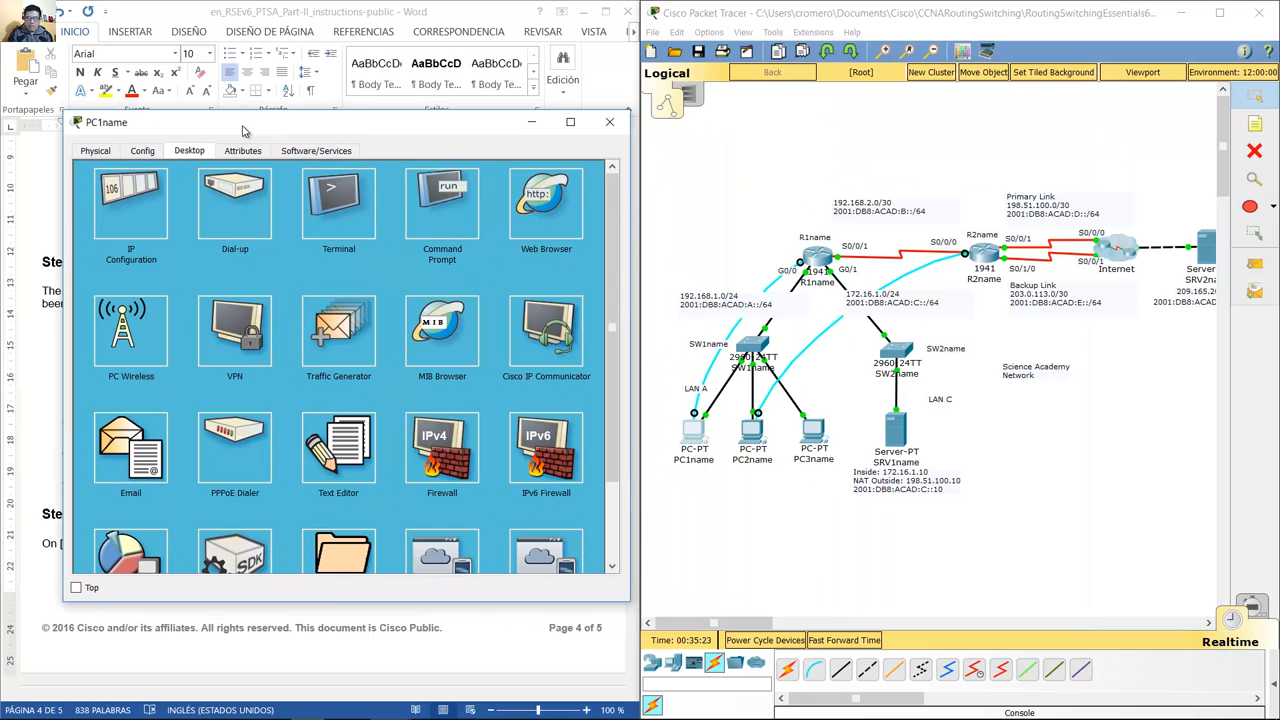 en_RSEv6_PTSA_Part-II_instructions-public - Word
INICIO
INSERTAR
DISEÑO
DISEÑO DE PÁGINA
REFERENCIAS
CORRESPONDENCIA
REVISAR
VISTA
Arial
10
AaBbCcDd
AaBbCcD
AaBbCcDd
¶ Body Te...
¶ Body Te...
¶ Body Te...
Pegar
Edición
Portapapeles
PC1name
Physical
Config
Desktop
Attributes
Software/Services
106
IP
Configuration
Dial-up
Terminal
run
Command
Prompt
http:
Web Browser
PC Wireless
VPN
Traffic Generator
MIB
MIB Browser
Cisco IP Communicator
Email
PPPoE Dialer
Text Editor
IPv4
Firewall
IPv6
IPv6 Firewall
SDK
Top
Ste
The
been
Ste
On [
© 2016 Cisco and/or its affiliates. All rights reserved. This document is Cisco Public.
Page 4 of 5
PÁGINA 4 DE 5
838 PALABRAS
INGLÉS (ESTADOS UNIDOS)
100 %
Cisco Packet Tracer - C:\Users\cromero\Documents\Cisco\CCNARoutingSwitching\RoutingSwitchingEssentials6...
File
Edit
Options
View
Tools
Extensions
Help
Logical
Back
[Root]
New Cluster
Move Object
Set Tiled Background
Viewport
Environment: 12:00:00
192.168.2.0/30
2001:DB8:ACAD:B::/64
Primary Link
198.51.100.0/30
2001:DB8:ACAD:D::/64
R1name
S0/0/1
S0/0/0
R2name
S0/0/1
S0/0/0
G0/0
G0/1
1941
R1name
1941
R2name
S0/1/0
S0/0/1
Internet
Server
SRV2na
209.165.20
2001:DB8:ACAD
Backup Link
203.0.113.0/30
2001:DB8:ACAD:E::/64
192.168.1.0/24
2001:DB8:ACAD:A::/64
172.16.1.0/24
2001:DB8:ACAD:C::/64
SW1name
2960-24TT
SW1name
SW2name
2960-24TT
SW2name
Science Academy
Network
LAN A
LAN C
PC-PT
PC1name
PC-PT
PC2name
PC-PT
PC3name
Server-PT
SRV1name
Inside: 172.16.1.10
NAT Outside: 198.51.100.10
2001:DB8:ACAD:C::10
Time: 00:35:23
Power Cycle Devices
Fast Forward Time
Realtime
Console